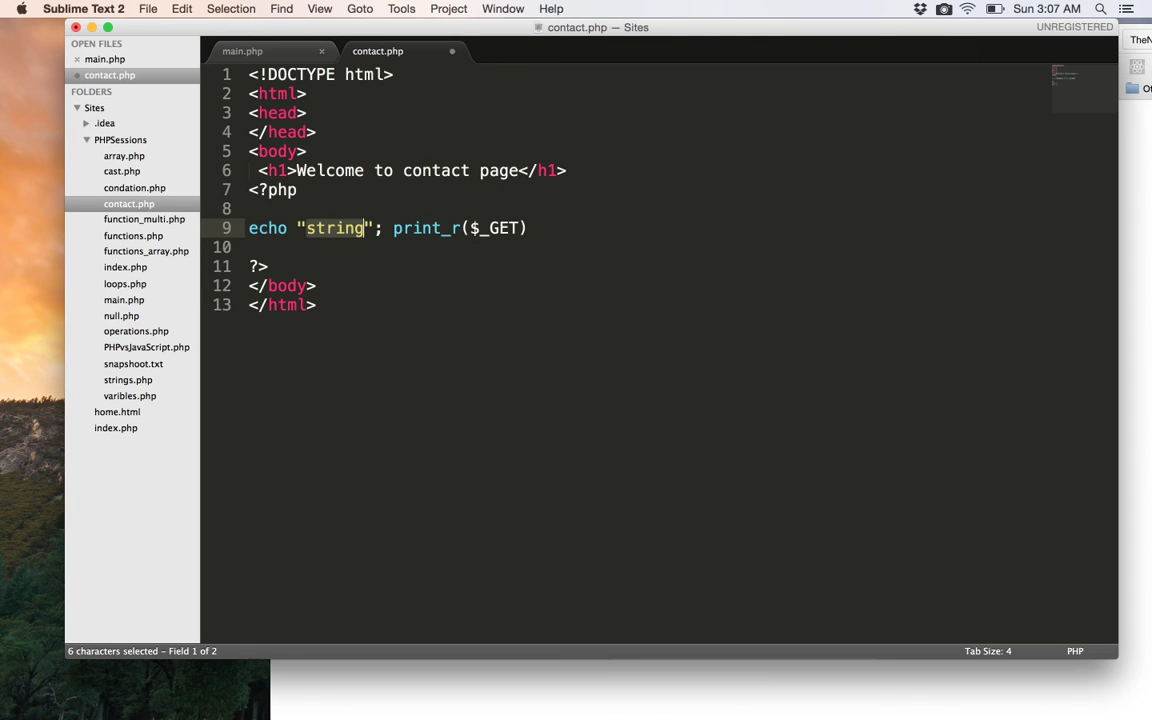 Sublime Text 2 File Edit Selection Find View Goto Tools Project Window Help Sun 3:07 AM
contact.php — Sites UNREGISTERED
OPEN FILES
main.php
contact.php
FOLDERS
Sites
.idea
PHPSessions
array.php
cast.php
condation.php
contact.php
function_multi.php
functions.php
functions_array.php
index.php
loops.php
main.php
null.php
operations.php
PHPvsJavaScript.php
snapshoot.txt
strings.php
varibles.php
home.html
index.php
main.php contact.php
1 <!DOCTYPE html>
2 <html>
3 <head>
4 </head>
5 <body>
6 <h1>Welcome to contact page</h1>
7 <?php
8
9 echo "string"; print_r($_GET)
10
11 ?>
12 </body>
13 </html>
6 characters selected – Field 1 of 2 Tab Size: 4 PHP
TheN
Ot